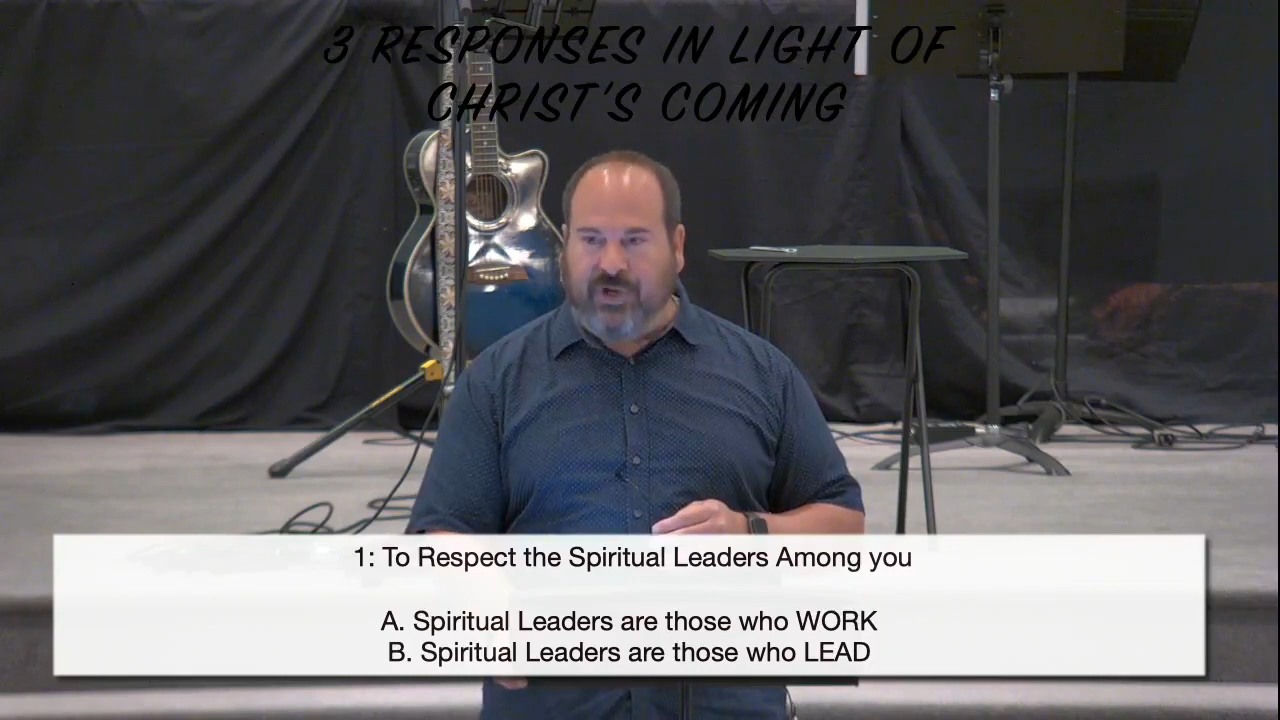 3 RESPONSES IN LIGHT OF
CHRIST'S COMING
1: To Respect the Spiritual Leaders Among you
A. Spiritual Leaders are those who WORK
B. Spiritual Leaders are those who LEAD